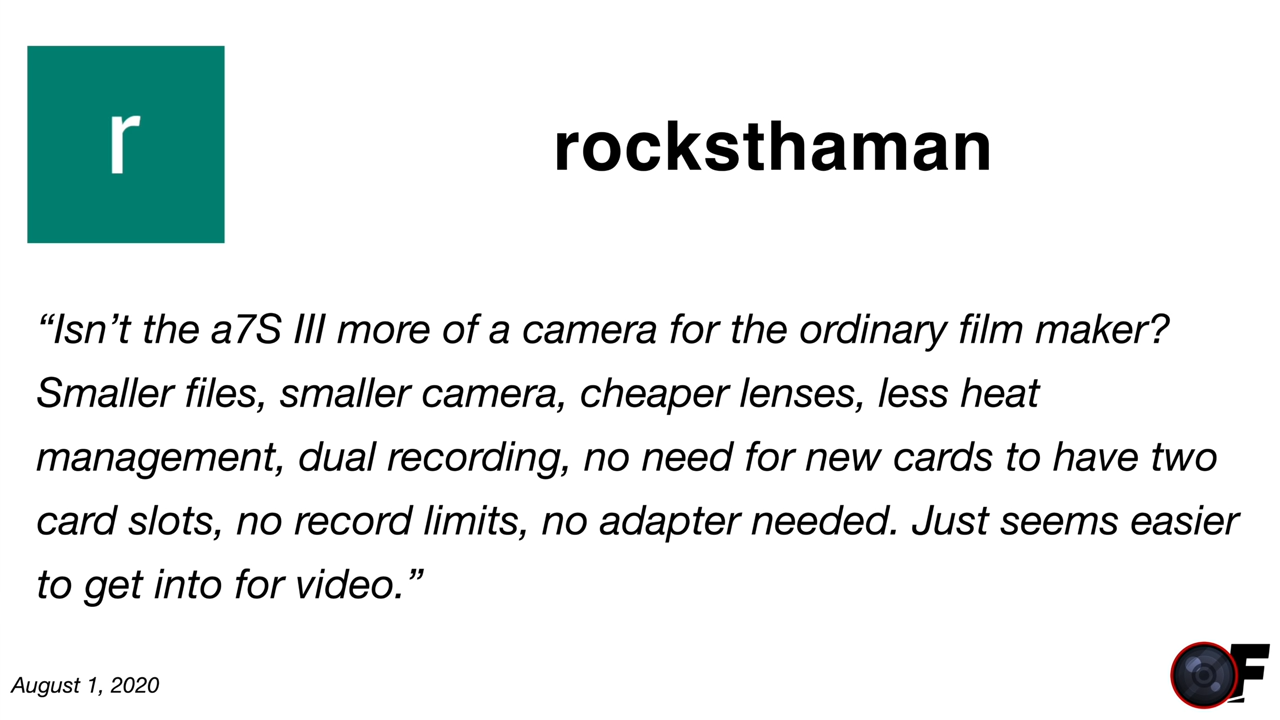 r
rocksthaman
“Isn’t the a7S III more of a camera for the ordinary film maker?
Smaller files, smaller camera, cheaper lenses, less heat
management, dual recording, no need for new cards to have two
card slots, no record limits, no adapter needed. Just seems easier
to get into for video.”
August 1, 2020
F